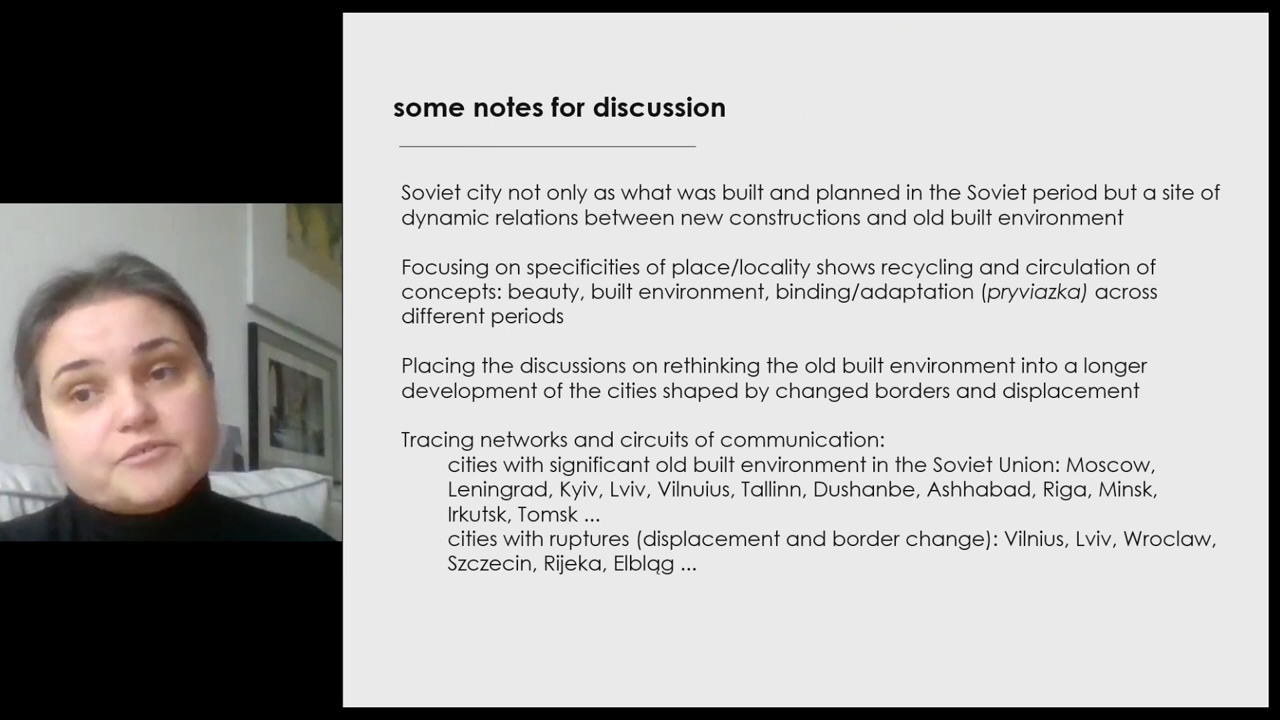 some notes for discussion
Soviet city not only as what was built and planned in the Soviet period but a site of
dynamic relations between new constructions and old built environment
Focusing on specificities of place/locality shows recycling and circulation of
concepts: beauty, built environment, binding/adaptation (pryviazka) across
different periods
Placing the discussions on rethinking the old built environment into a longer
development of the cities shaped by changed borders and displacement
Tracing networks and circuits of communication:
cities with significant old built environment in the Soviet Union: Moscow,
Leningrad, Kyiv, Lviv, Vilnuius, Tallinn, Dushanbe, Ashhabad, Riga, Minsk,
Irkutsk, Tomsk ...
cities with ruptures (displacement and border change): Vilnius, Lviv, Wroclaw,
Szczecin, Rijeka, Elbląg ...